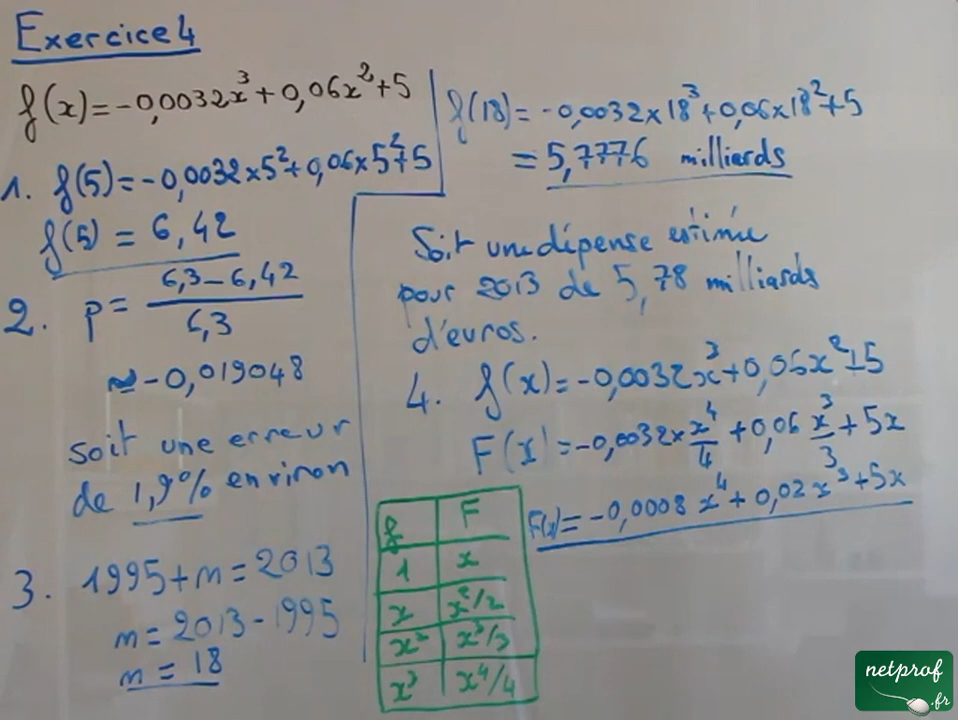 Exercice 4
f(x) = -0,0032x³ + 0,06x² + 5
1. f(5) = -0,0032 × 5² + 0,06 × 5² + 5
f(5) = 6,42
2. p = (6,3 - 6,42)/6,3
≈ -0,019048
soit une erreur
de 1,9% environ
3. 1995 + n = 2013
n = 2013 - 1995
n = 18
f(18) = -0,0032 × 18³ + 0,06 × 18² + 5
= 5,7776 milliards
Soit une dépense estimée
pour 2013 de 5,78 milliards
d'euros.
4. f(x) = -0,0032x³ + 0,06x² + 5
F(x) = -0,0032 × x⁴/4 + 0,06 x³/3 + 5x
F(x) = -0,0008x⁴ + 0,02x³ + 5x
f F
1 x
x x²/2
x² x³/3
x³ x⁴/4
netprof
.fr